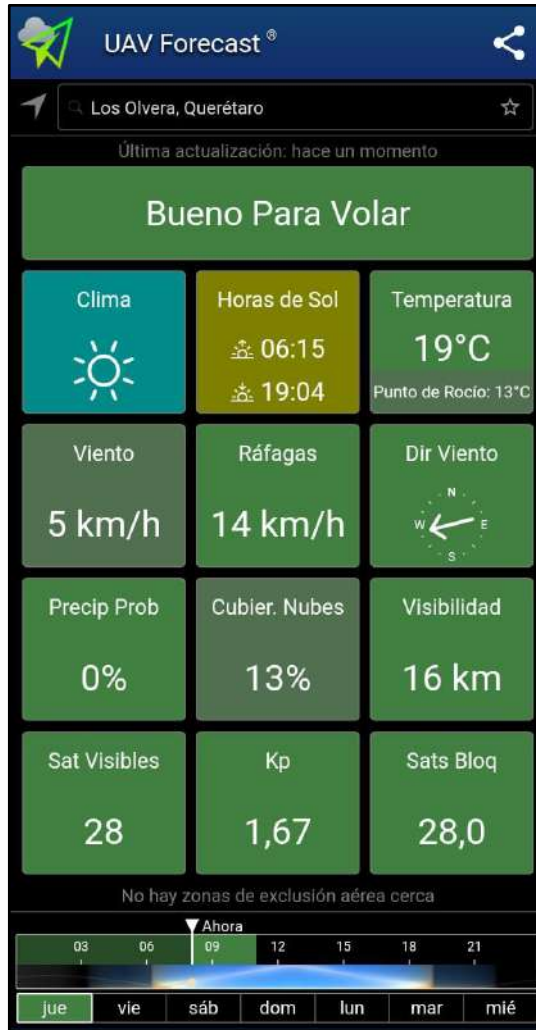 UAV Forecast ®
Los Olvera, Querétaro
Última actualización: hace un momento
Bueno Para Volar
Clima
Horas de Sol
06:15
19:04
Temperatura
19°C
Punto de Rocío: 13°C
Viento
5 km/h
Ráfagas
14 km/h
Dir Viento
N
W E
S
Precip Prob
0%
Cubier. Nubes
13%
Visibilidad
16 km
Sat Visibles
28
Kp
1,67
Sats Bloq
28,0
No hay zonas de exclusión aérea cerca
Ahora
03 06 09 12 15 18 21
jue vie sáb dom lun mar mié